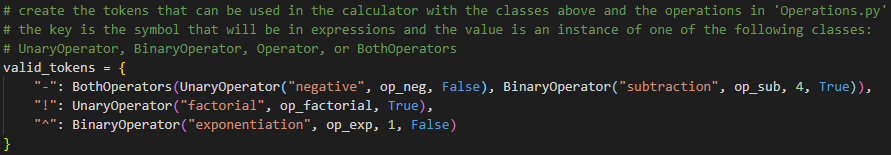 # create the tokens that can be used in the calculator with the classes above and the operations in 'Operations.py'
# the key is the symbol that will be in expressions and the value is an instance of one of the following classes:
# UnaryOperator, BinaryOperator, Operator, or BothOperators
valid_tokens = {
    "-": BothOperators(UnaryOperator("negative", op_neg, False), BinaryOperator("subtraction", op_sub, 4, True)),
    "!": UnaryOperator("factorial", op_factorial, True),
    "^": BinaryOperator("exponentiation", op_exp, 1, False)
}